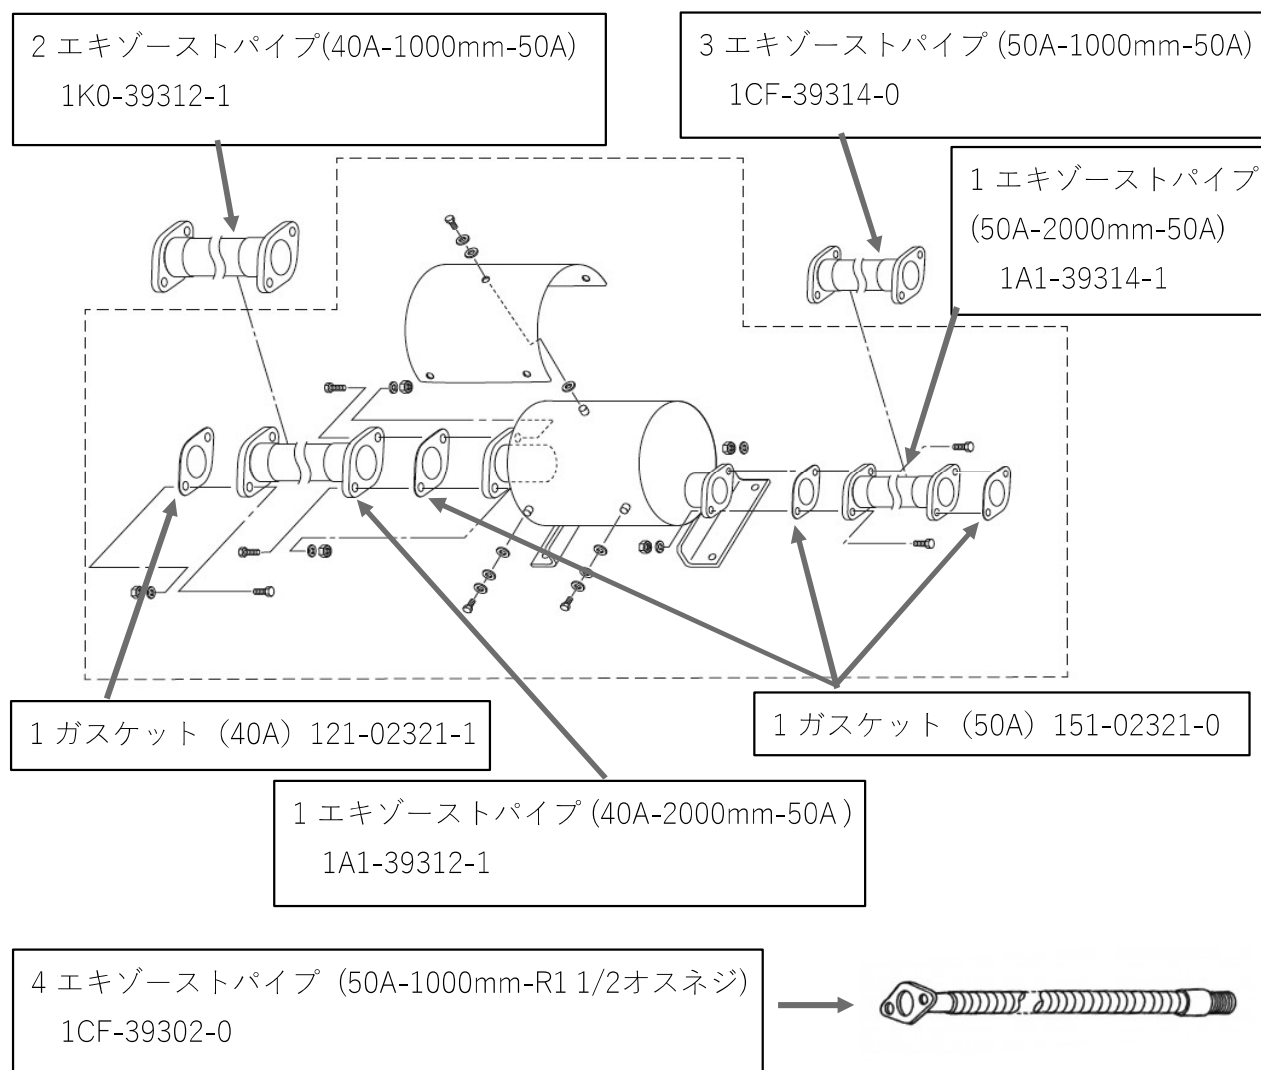 2 エキゾーストパイプ(40A-1000mm-50A)
1K0-39312-1
3 エキゾーストパイプ (50A-1000mm-50A)
1CF-39314-0
1 エキゾーストパイプ
(50A-2000mm-50A)
1A1-39314-1
1 ガスケット（40A）121-02321-1
1 ガスケット（50A）151-02321-0
1 エキゾーストパイプ (40A-2000mm-50A )
1A1-39312-1
4 エキゾーストパイプ（50A-1000mm-R1 1/2オスネジ)
1CF-39302-0